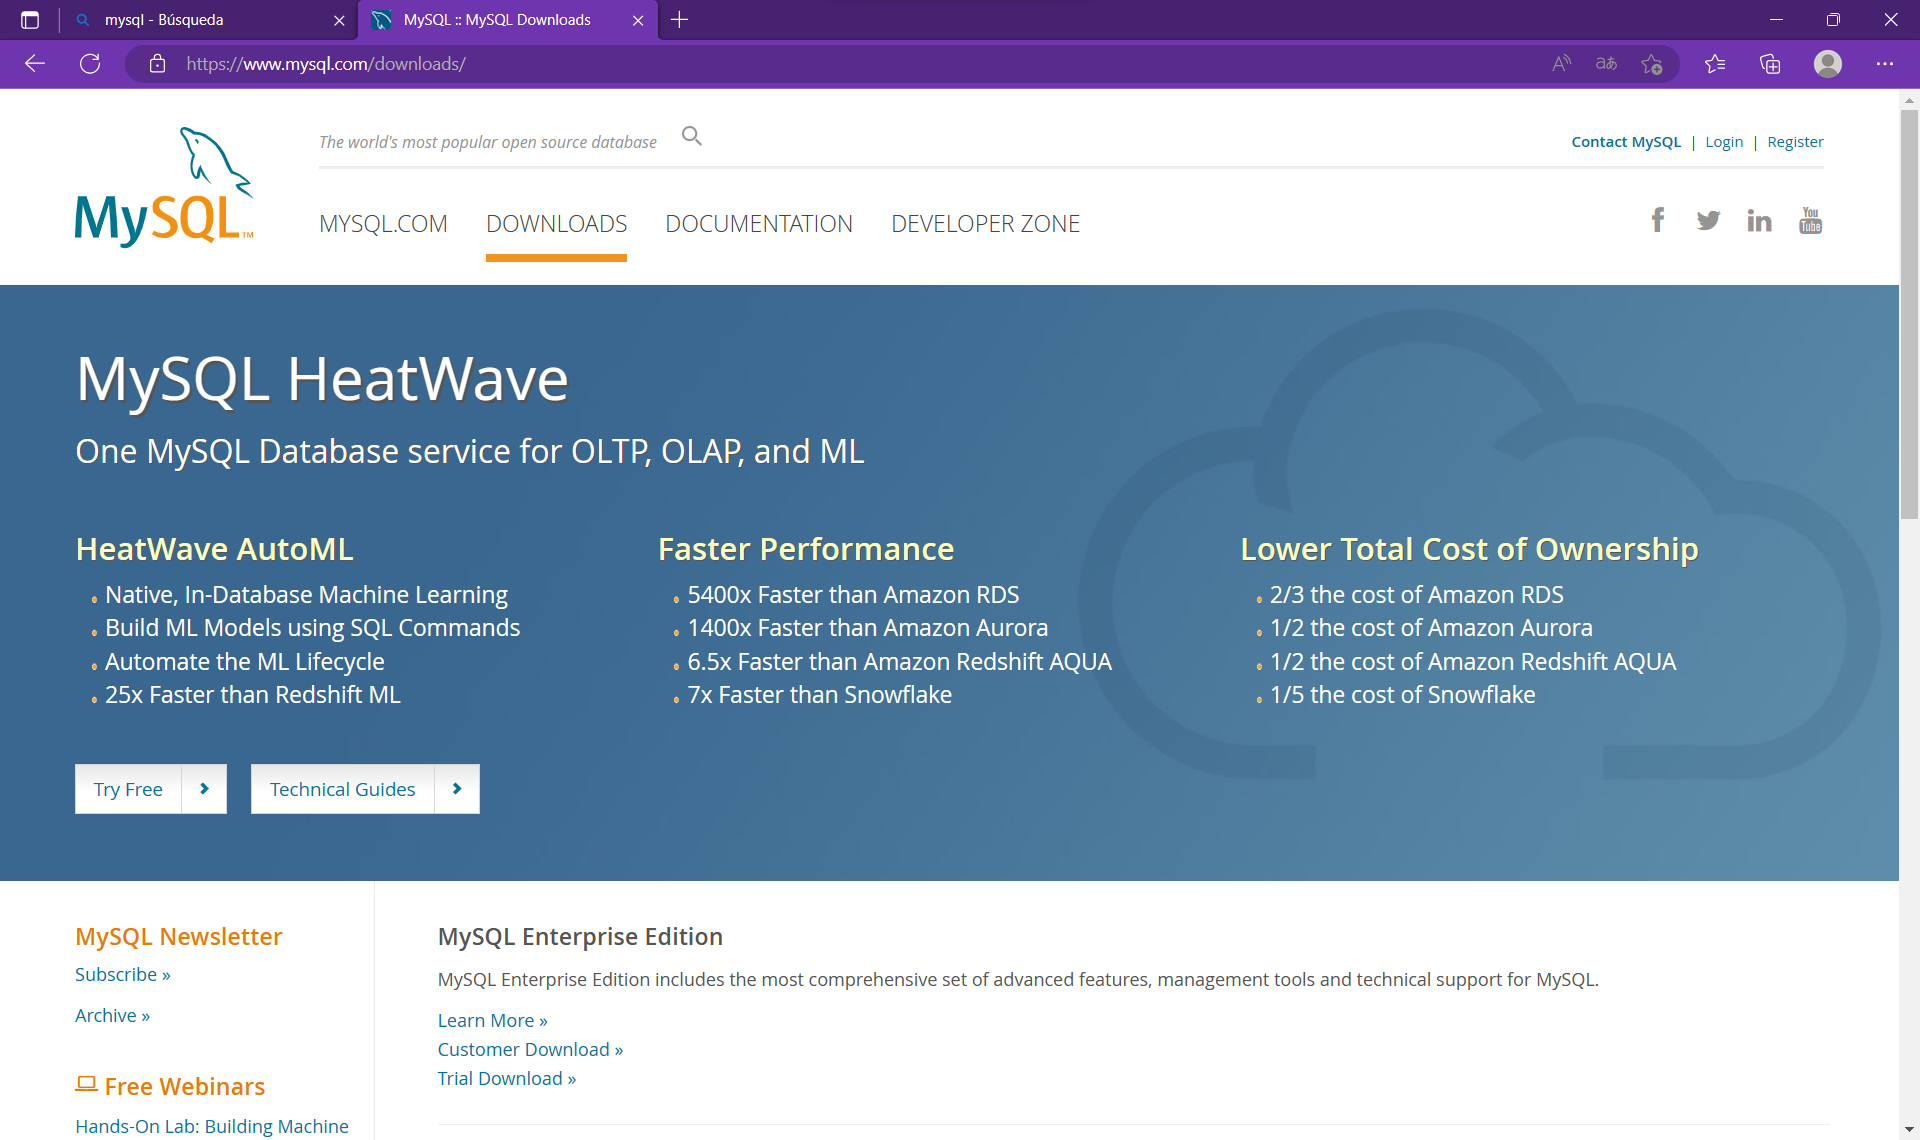 mysql - Búsqueda
MySQL :: MySQL Downloads
https://www.mysql.com/downloads/
MySQL™
The world's most popular open source database
Contact MySQL | Login | Register
MYSQL.COM DOWNLOADS DOCUMENTATION DEVELOPER ZONE
You Tube
MySQL HeatWave
One MySQL Database service for OLTP, OLAP, and ML
HeatWave AutoML
Native, In-Database Machine Learning
Build ML Models using SQL Commands
Automate the ML Lifecycle
25x Faster than Redshift ML
Faster Performance
5400x Faster than Amazon RDS
1400x Faster than Amazon Aurora
6.5x Faster than Amazon Redshift AQUA
7x Faster than Snowflake
Lower Total Cost of Ownership
2/3 the cost of Amazon RDS
1/2 the cost of Amazon Aurora
1/2 the cost of Amazon Redshift AQUA
1/5 the cost of Snowflake
Try Free
Technical Guides
MySQL Newsletter
Subscribe »
Archive »
Free Webinars
Hands-On Lab: Building Machine
MySQL Enterprise Edition
MySQL Enterprise Edition includes the most comprehensive set of advanced features, management tools and technical support for MySQL.
Learn More »
Customer Download »
Trial Download »